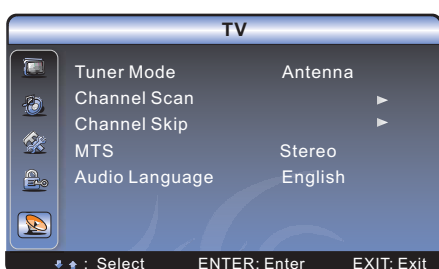 TV
Tuner Mode Antenna
Channel Scan
Channel Skip
MTS Stereo
Audio Language English
: Select ENTER: Enter EXIT: Exit